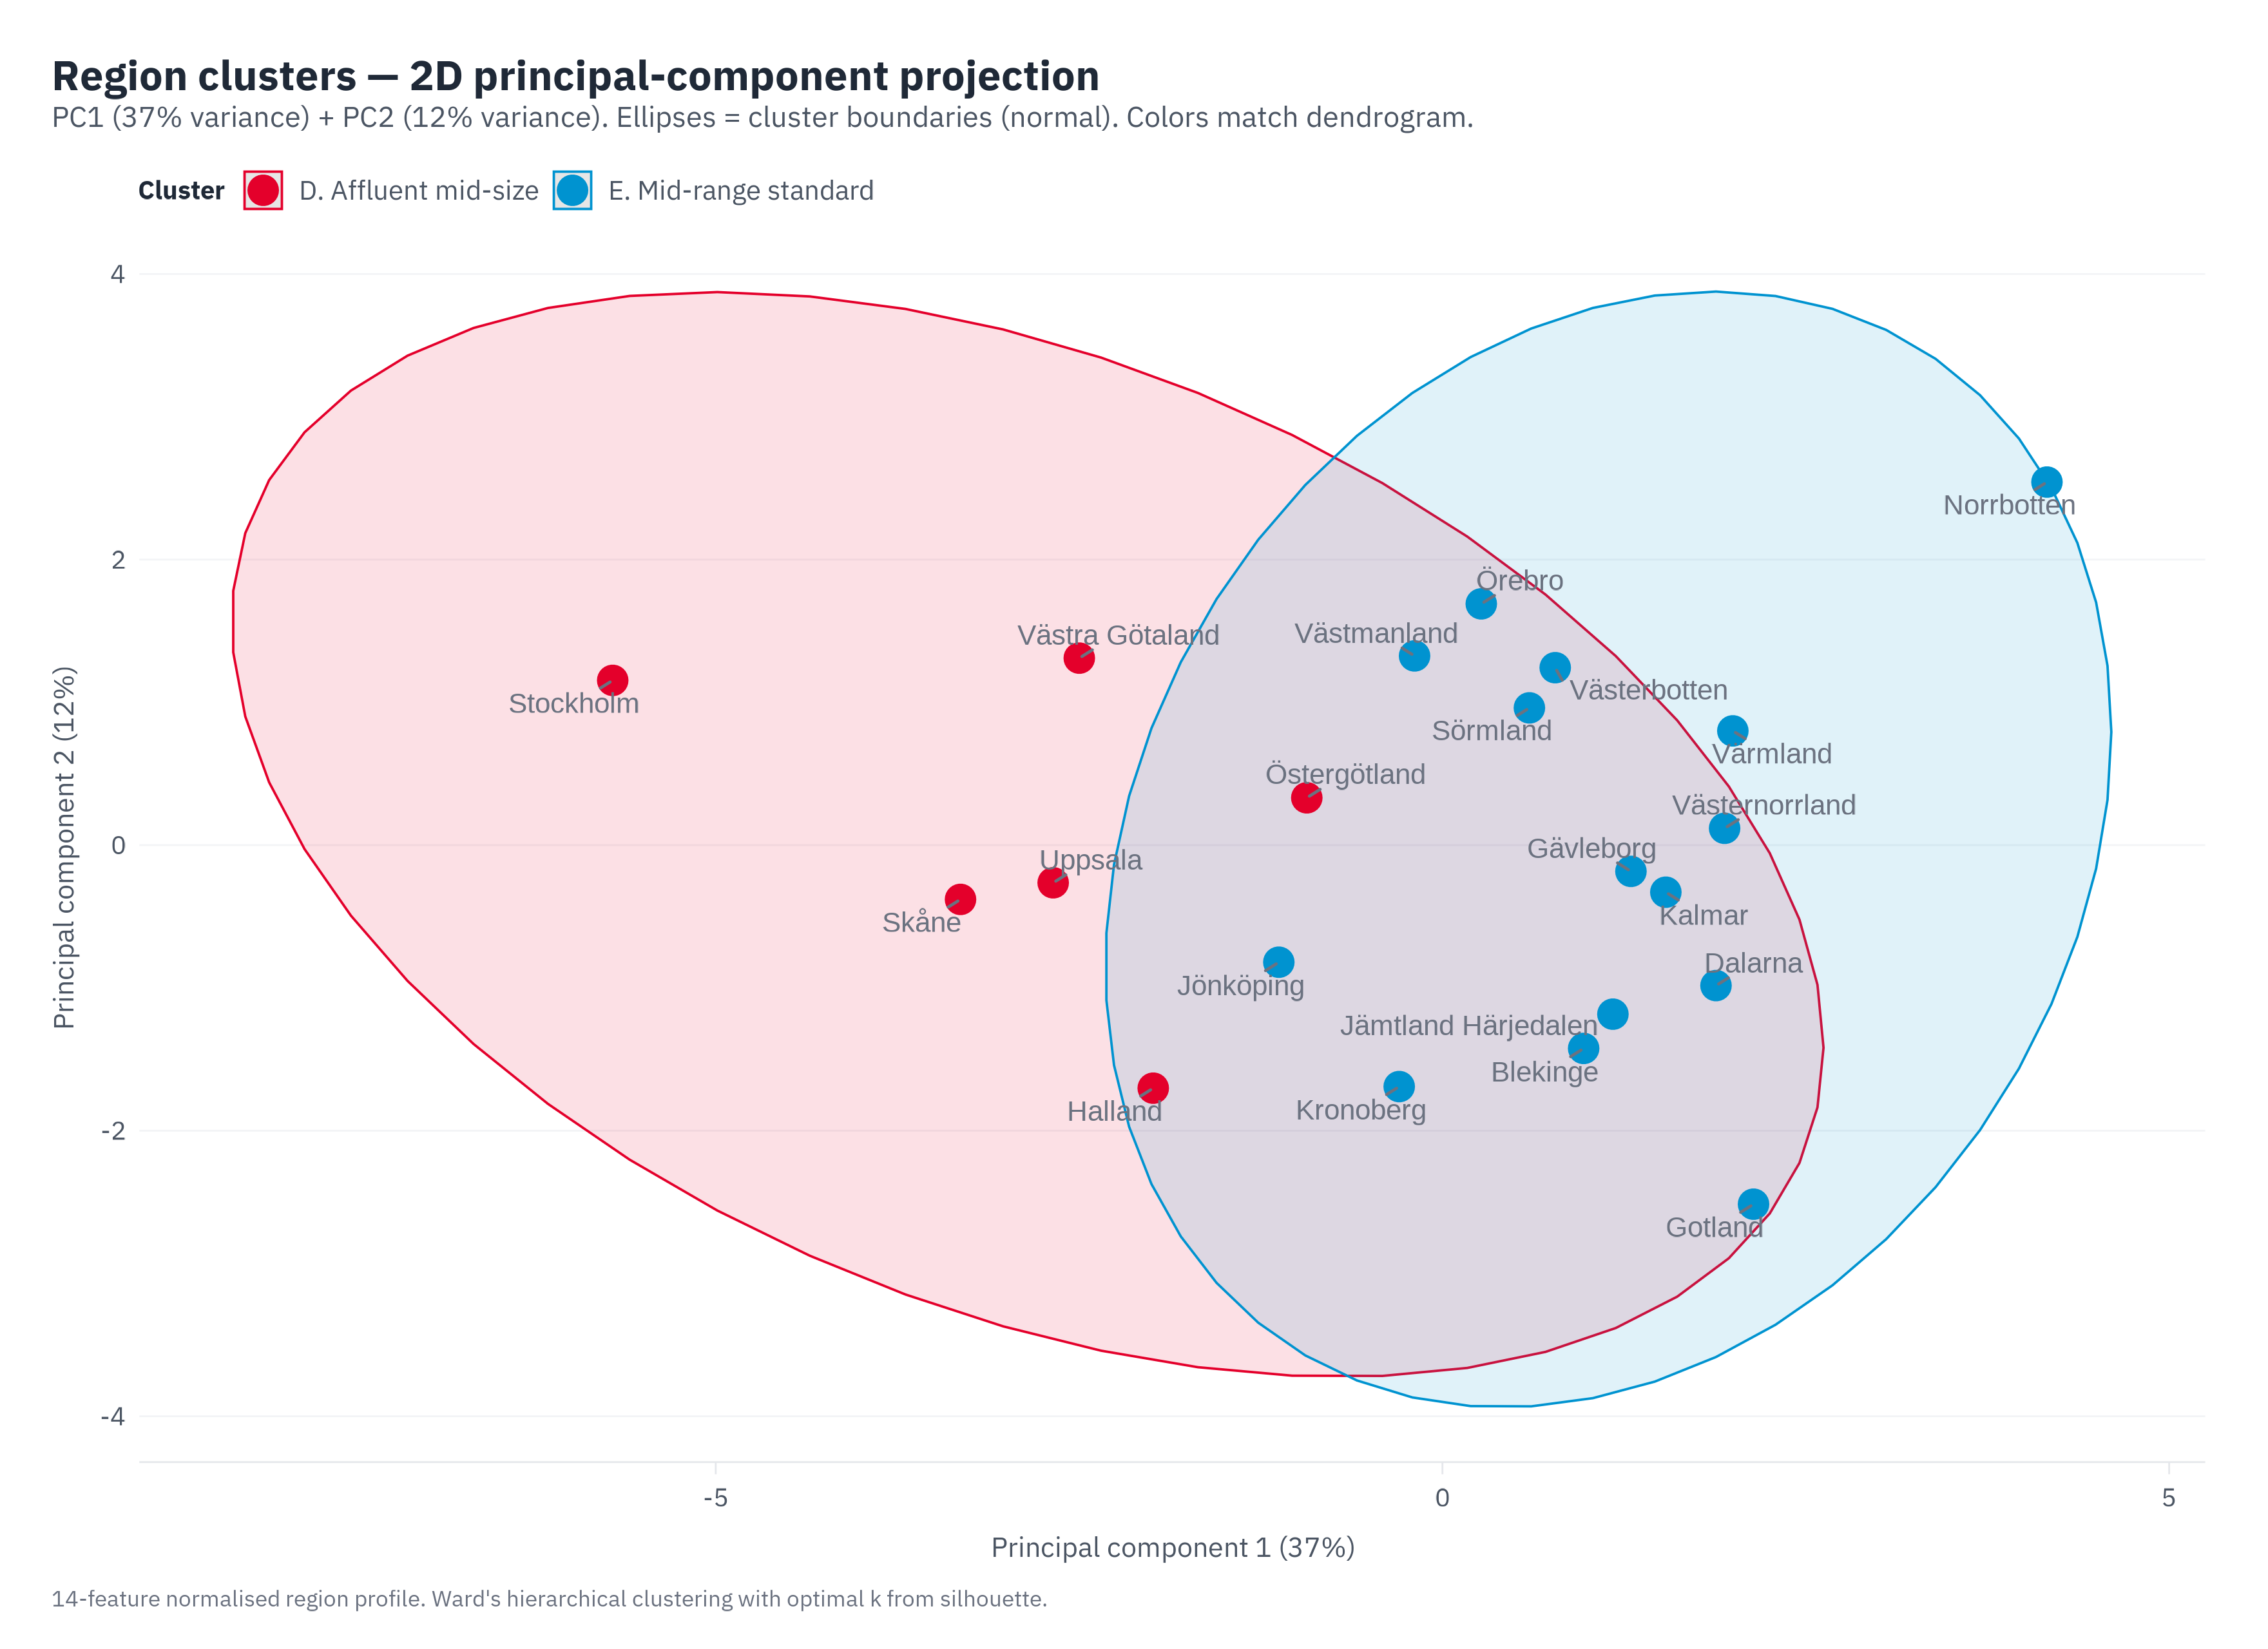 Region clusters — 2D principal-component projection
PC1 (37% variance) + PC2 (12% variance). Ellipses = cluster boundaries (normal). Colors match dendrogram.
Cluster D. Affluent mid-size E. Mid-range standard
4
2
0
-2
-4
Principal component 2 (12%)
Norrbotten
Örebro
Västmanland
Västra Götaland
Västerbotten
Stockholm
Sörmland
Värmland
Östergötland
Västernorrland
Gävleborg
Uppsala
Kalmar
Skåne
Dalarna
Jönköping
Jämtland Härjedalen
Blekinge
Kronoberg
Halland
Gotland
-5 0 5
Principal component 1 (37%)
14-feature normalised region profile. Ward's hierarchical clustering with optimal k from silhouette.